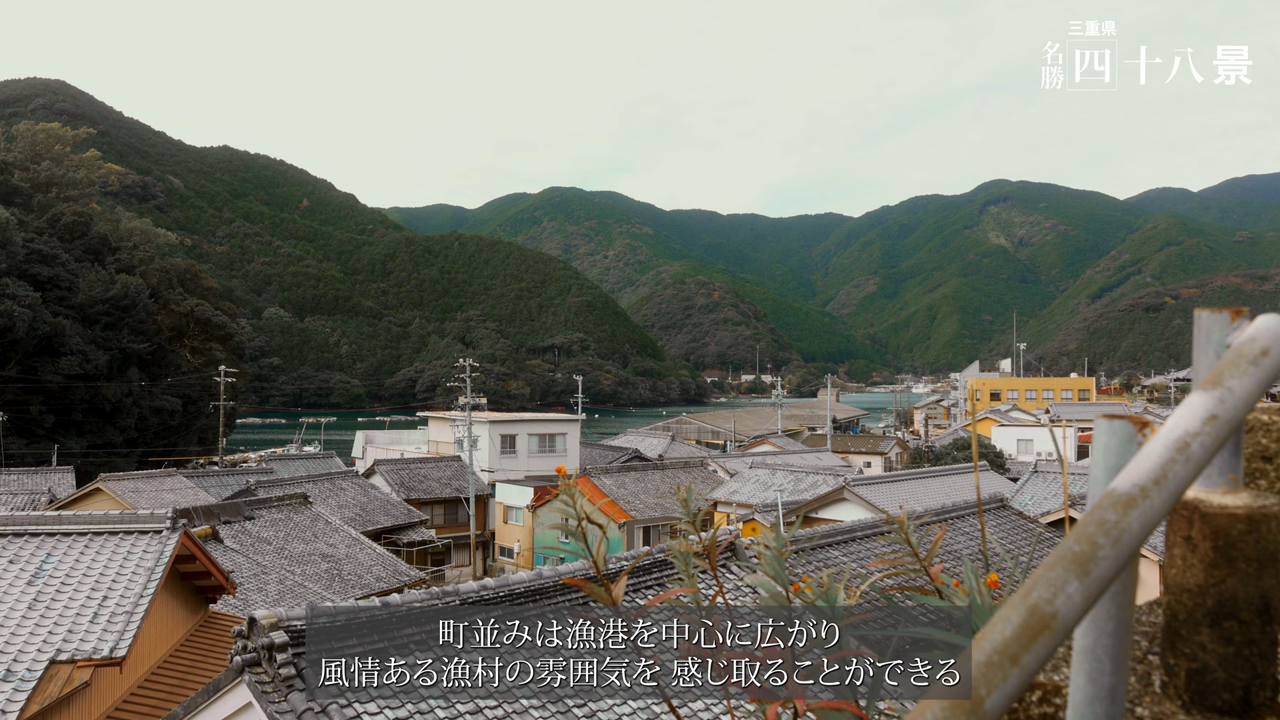 三重県
名勝四十八景
町並みは漁港を中心に広がり
風情ある漁村の雰囲気を 感じ取ることができる